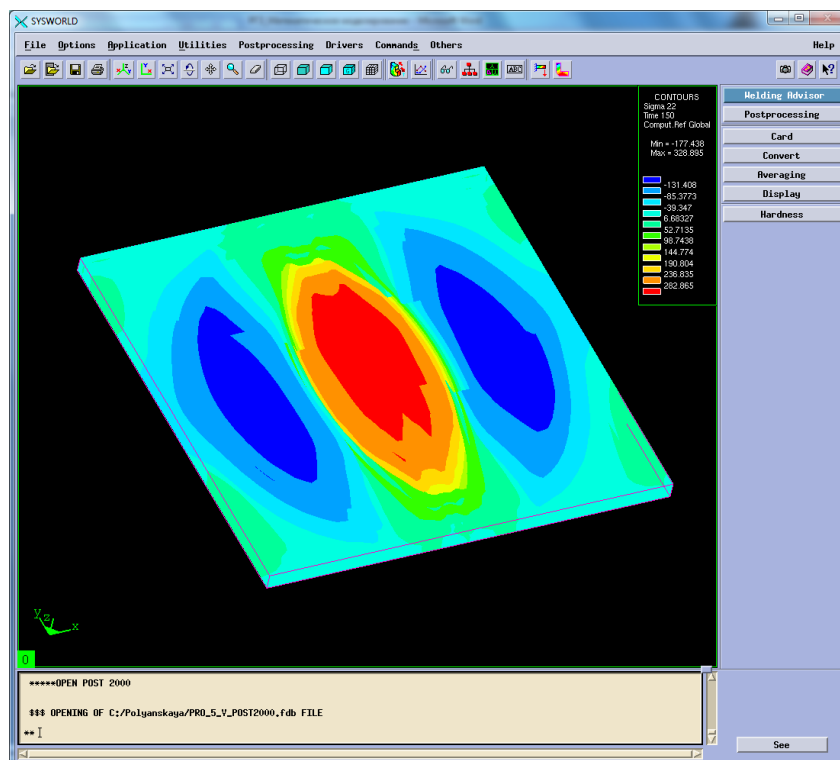 SYSWORLD
File Options Application Utilities Postprocessing Drivers Commands Others Help
ABC
Welding Advisor
Postprocessing
Card
Convert
Averaging
Display
Hardness
CONTOURS
Sigma 22
Time 150
Comput.Ref Global
Min = -177.438
Max = 328.895
-131.408
-85.3773
-39.347
6.68327
52.7135
98.7438
144.774
190.804
236.835
282.865
y z x
0
*****OPEN POST 2000
$$$ OPENING OF C:/Polyanskaya/PRO_5_V_POST2000.fdb FILE
**
See